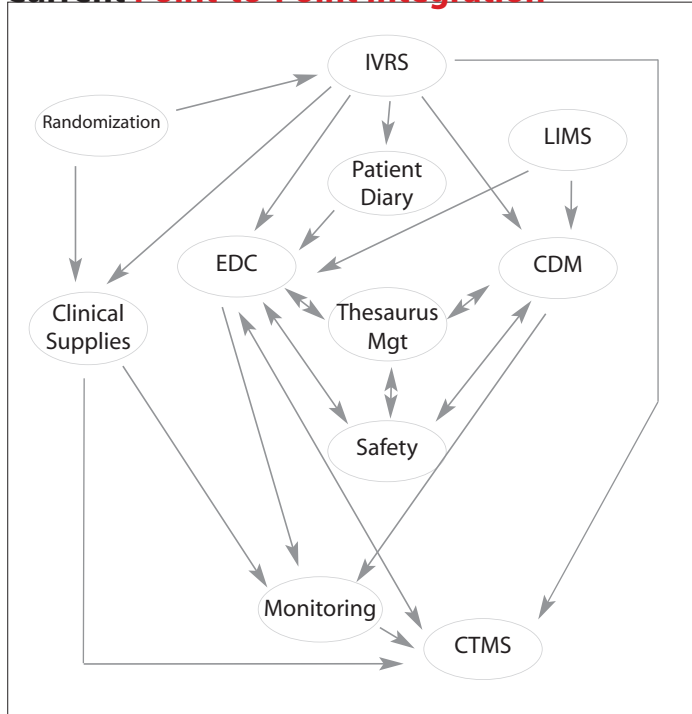 Current Point-to-Point Integration
IVRS
Randomization
LIMS
Patient
Diary
EDC
CDM
Thesaurus
Mgt
Clinical
Supplies
Safety
Monitoring
CTMS